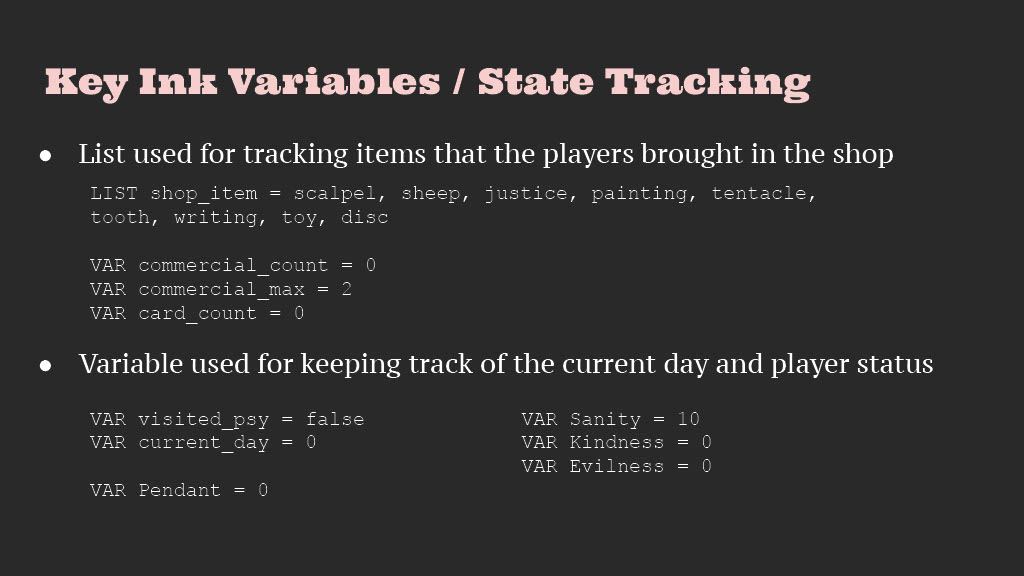 Key Ink Variables / State Tracking
● List used for tracking items that the players brought in the shop
LIST shop_item = scalpel, sheep, justice, painting, tentacle,
tooth, writing, toy, disc
VAR commercial_count = 0
VAR commercial_max = 2
VAR card_count = 0
● Variable used for keeping track of the current day and player status
VAR visited_psy = false
VAR current_day = 0
VAR Pendant = 0
VAR Sanity = 10
VAR Kindness = 0
VAR Evilness = 0